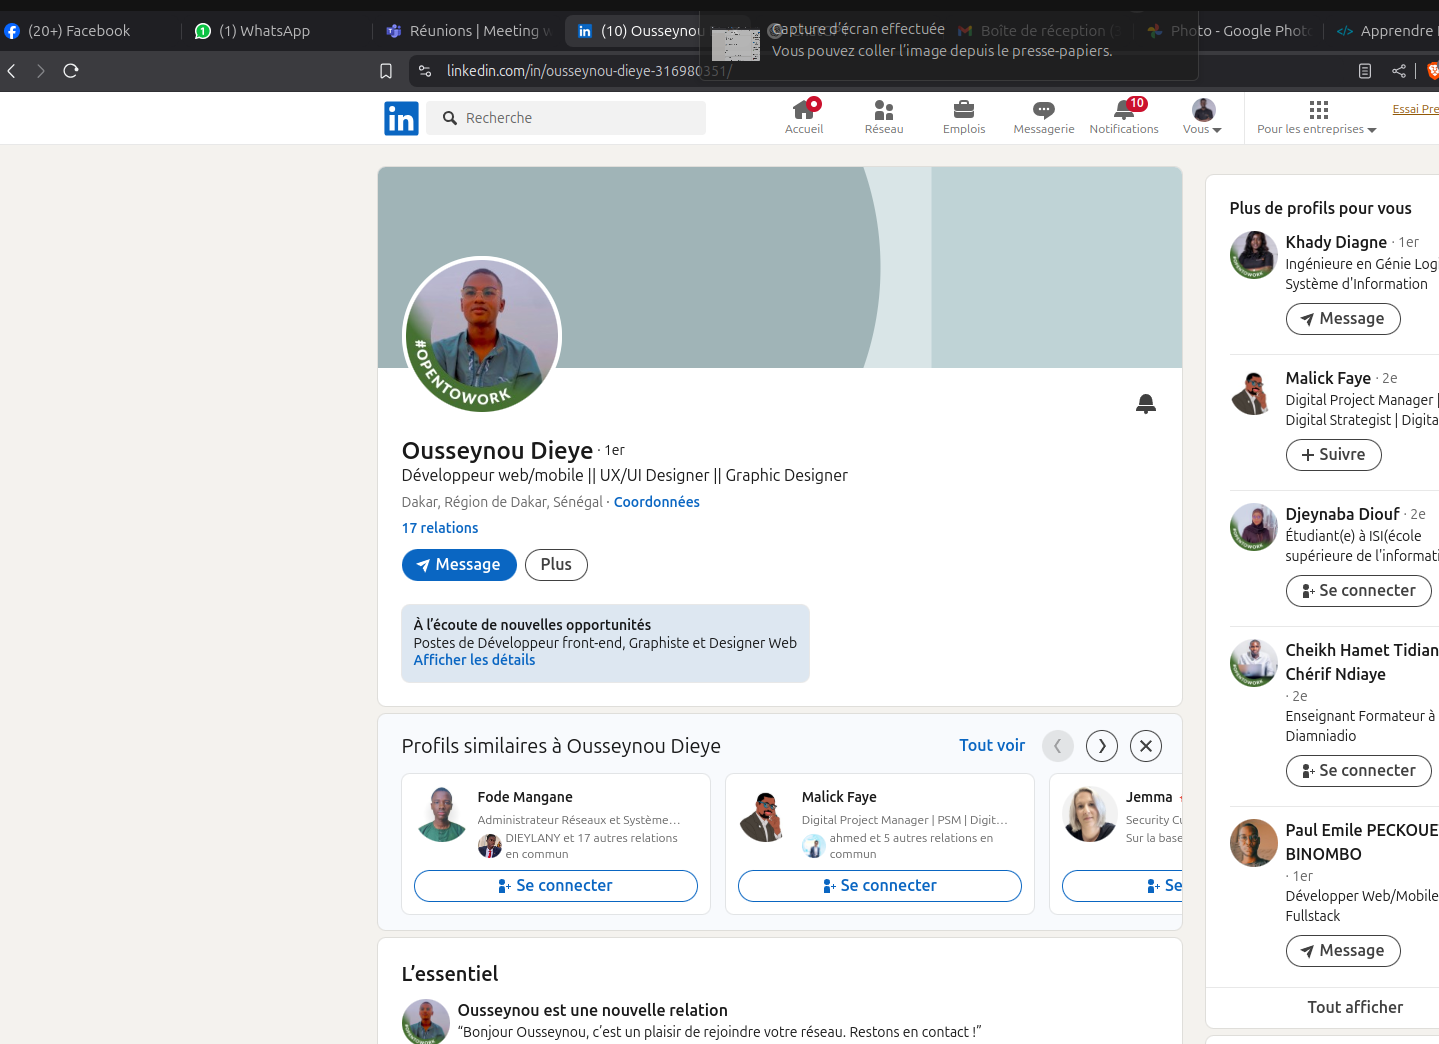 (20+) Facebook
(1) WhatsApp
Réunions | Meeting
(10) Ousseynou
Capture d'écran effectuée
Vous pouvez coller l'image depuis le presse-papiers.
Boîte de réception
Photo - Google Phot
Apprendre
linkedin.com/in/ousseynou-dieye-316980351/
in
Recherche
Accueil
Réseau
Emplois
Messagerie
10
Notifications
Vous
Pour les entreprises
Essai Pre
#OPENTOWORK
Ousseynou Dieye · 1er
Développeur web/mobile || UX/UI Designer || Graphic Designer
Dakar, Région de Dakar, Sénégal · Coordonnées
17 relations
Message
Plus
À l'écoute de nouvelles opportunités
Postes de Développeur front-end, Graphiste et Designer Web
Afficher les détails
Profils similaires à Ousseynou Dieye
Tout voir
Fode Mangane
Administrateur Réseaux et Système…
DIEYLANY et 17 autres relations
en commun
Se connecter
Malick Faye
Digital Project Manager | PSM | Digit…
ahmed et 5 autres relations en
commun
Se connecter
Jemma
Security Cu
Sur la base
Se
L'essentiel
Ousseynou est une nouvelle relation
“Bonjour Ousseynou, c'est un plaisir de rejoindre votre réseau. Restons en contact !”
Plus de profils pour vous
Khady Diagne · 1er
Ingénieure en Génie Log
Système d'Information
Message
Malick Faye · 2e
Digital Project Manager |
Digital Strategist | Digita
Suivre
Djeynaba Diouf · 2e
Étudiant(e) à ISI(école
supérieure de l'informati
Se connecter
Cheikh Hamet Tidian
Chérif Ndiaye
· 2e
Enseignant Formateur à
Diamniadio
Se connecter
Paul Emile PECKOUE
BINOMBO
· 1er
Développer Web/Mobile
Fullstack
Message
Tout afficher